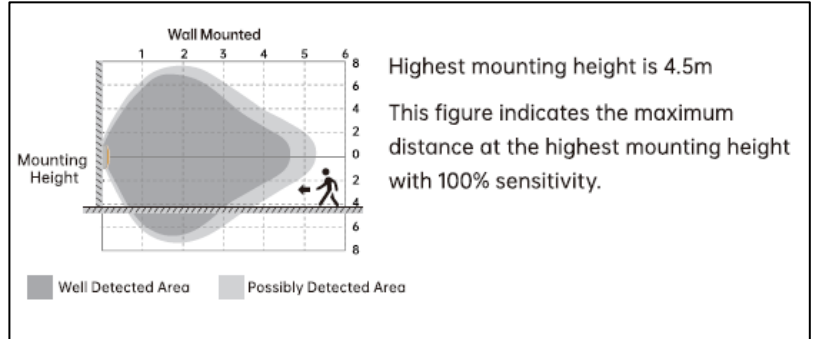 Wall Mounted
1 2 3 4 5 6
8
6
4
2
0
2
4
6
8
Mounting
Height
Well Detected Area
Possibly Detected Area
Highest mounting height is 4.5m
This figure indicates the maximum
distance at the highest mounting height
with 100% sensitivity.